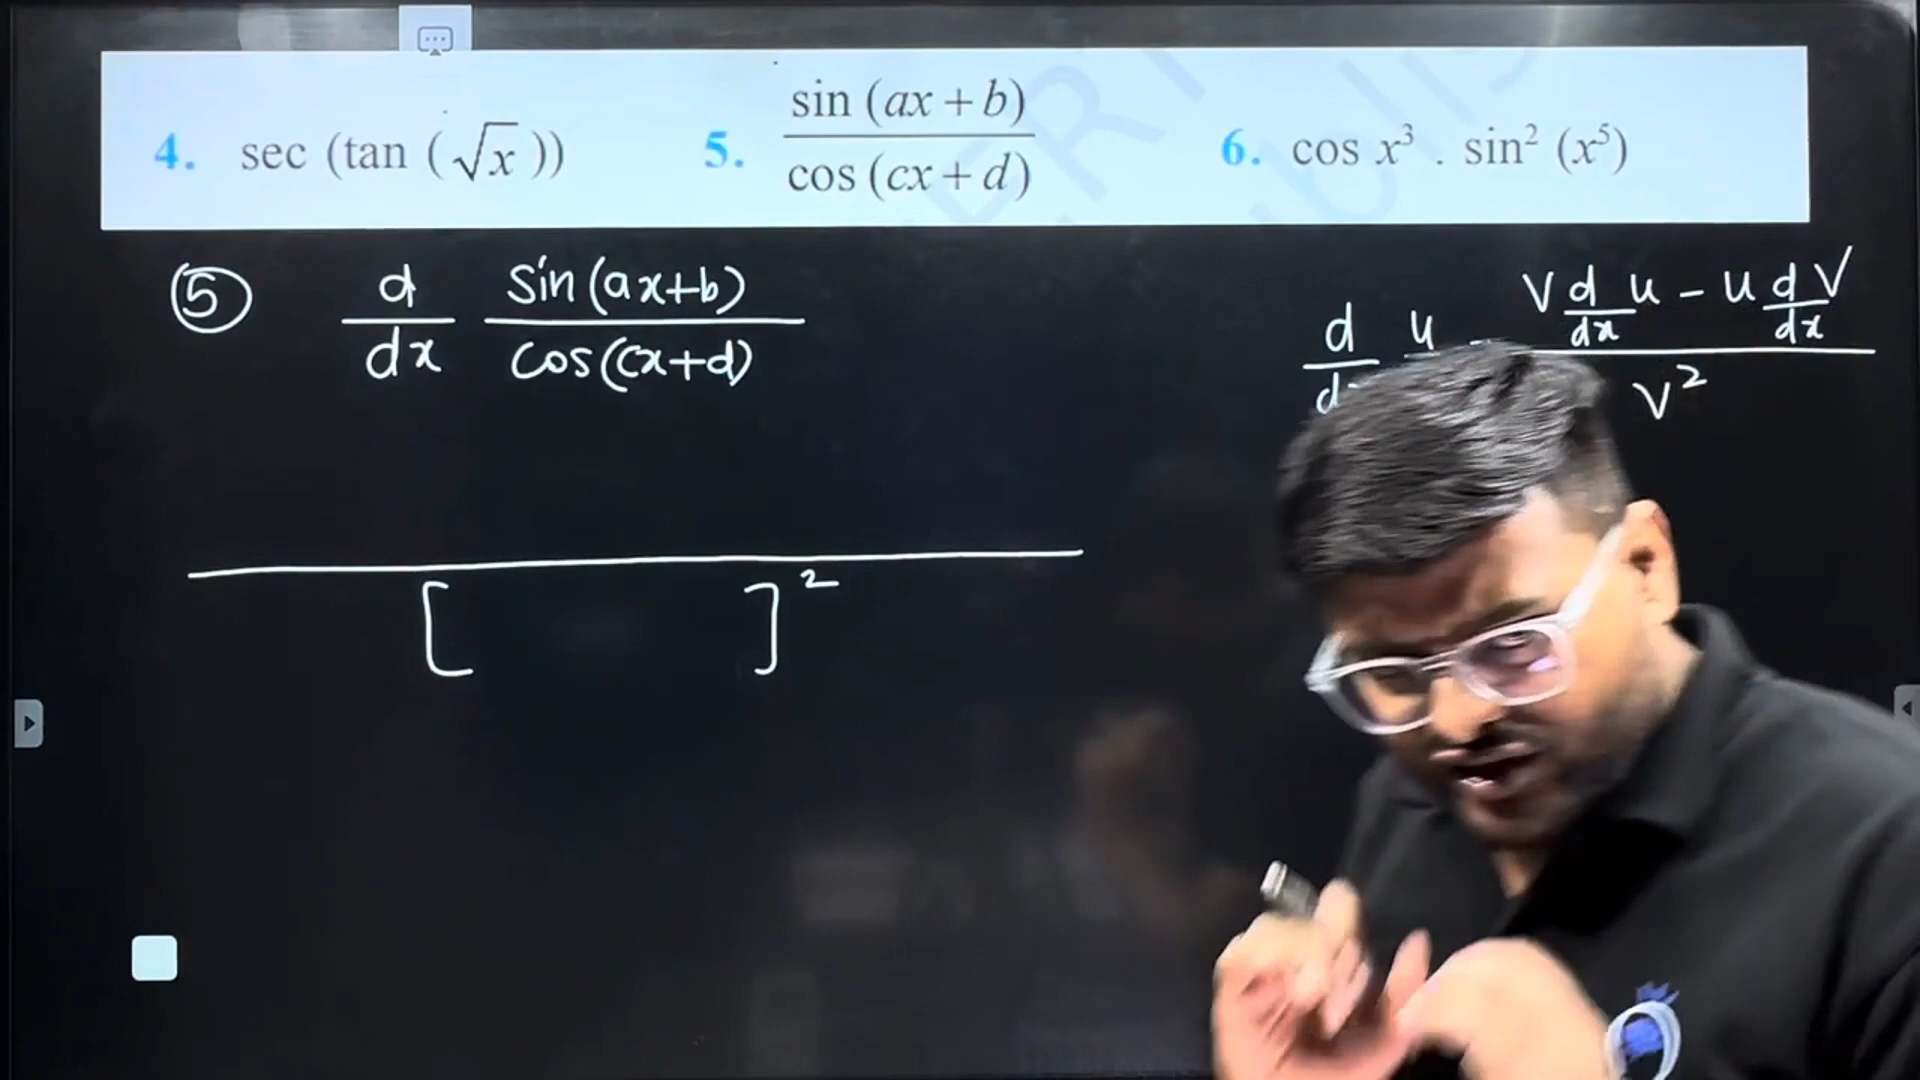 4. sec (tan (√x)) 5. sin (ax + b) / cos (cx + d) 6. cos x³ . sin² (x⁵)
⑤ d/dx sin(ax+b) / cos(cx+d)
d/d u = V d/dx u - u d/dx V / V²
[ ]²